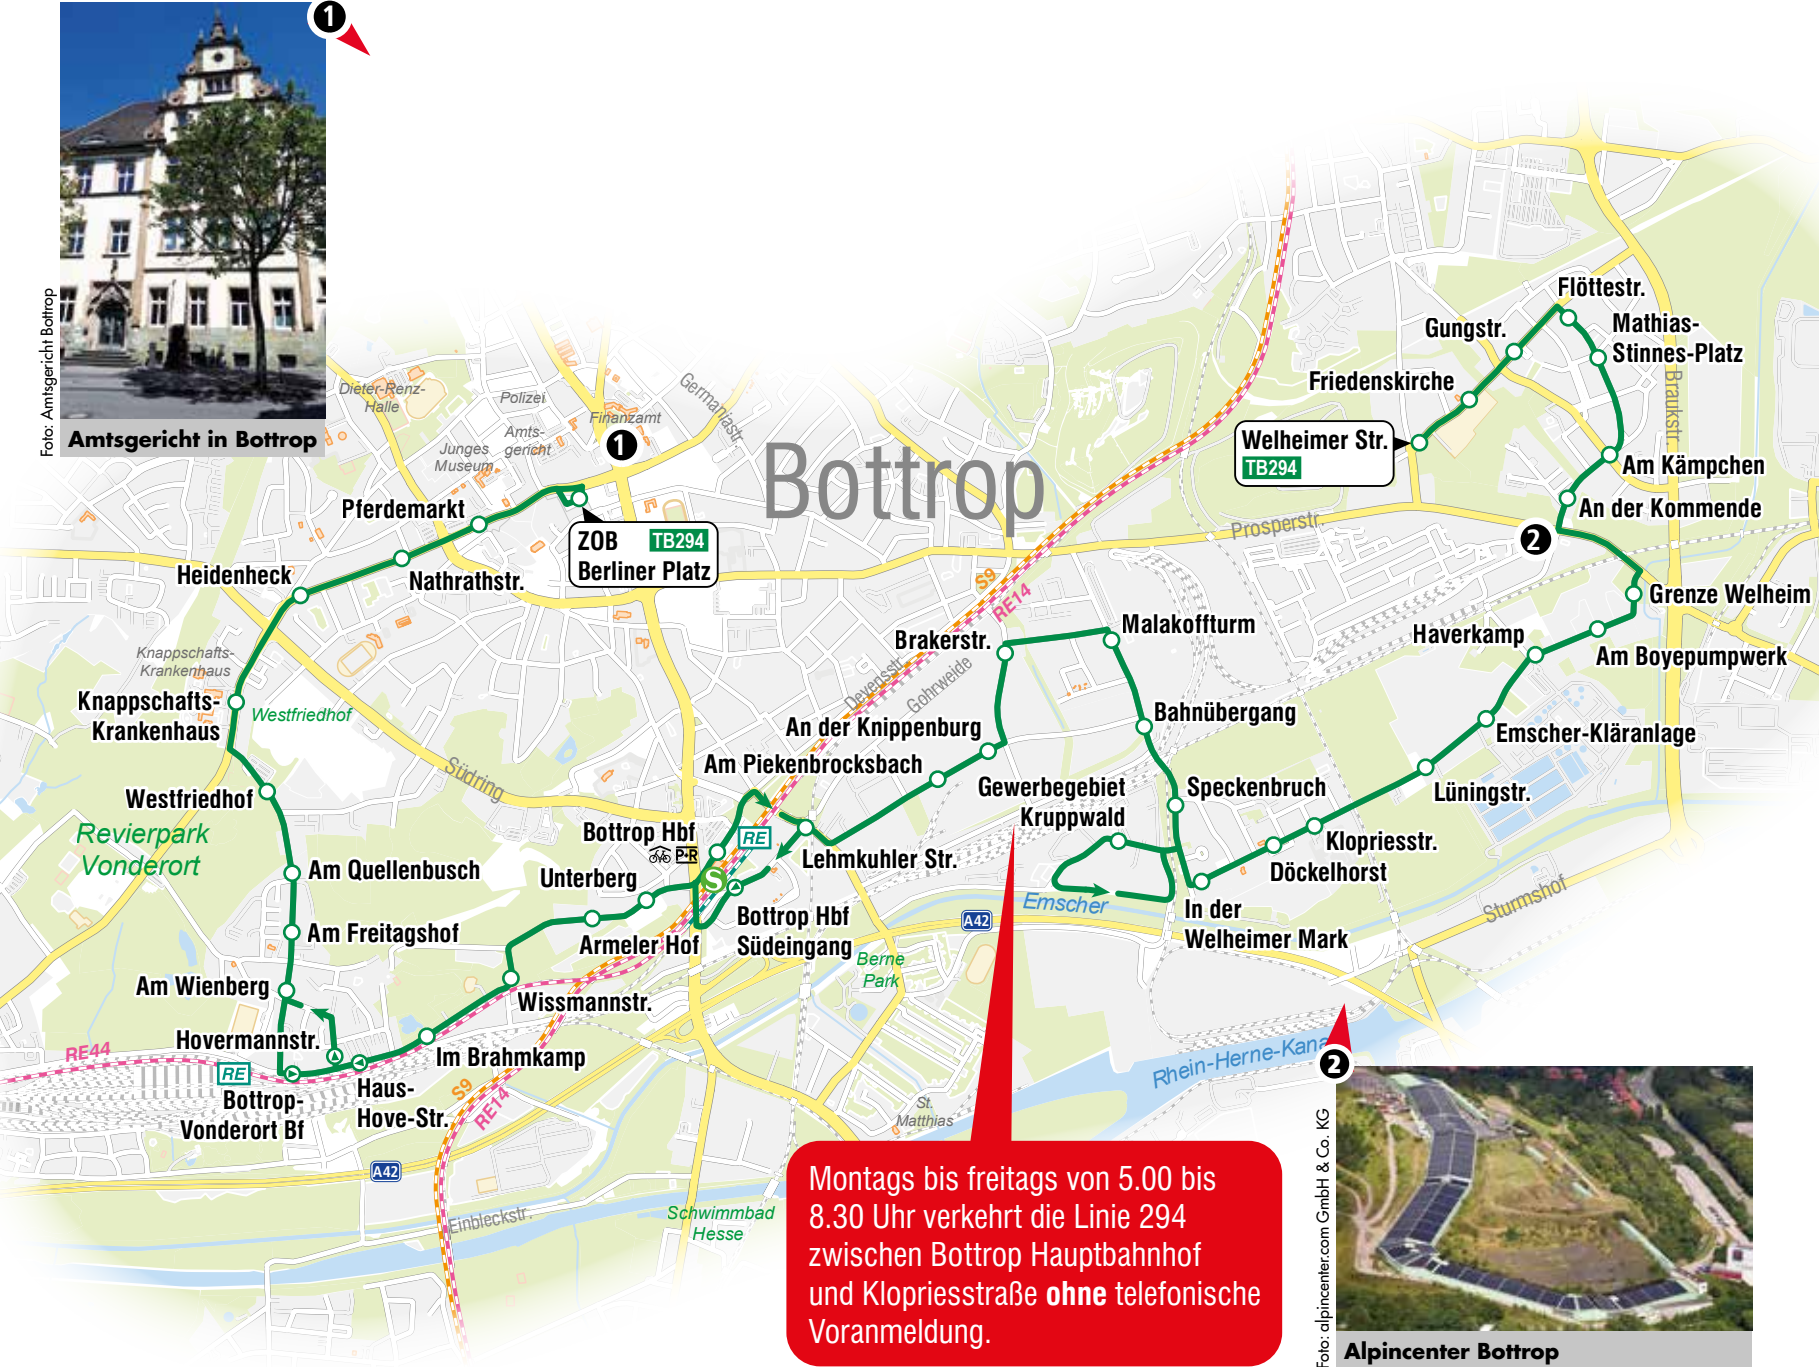 1
Foto: Amtsgericht Bottrop
Amtsgericht in Bottrop
Dieter-Renz-
Halle
Polizei
Finanzamt
Germaniastr.
Junges
Museum
Amts-
gericht
1
Bottrop
Pferdemarkt
ZOB TB294
Berliner Platz
Nathrathstr.
Heidenheck
Knappschafts-
Krankenhaus
Knappschafts-
Krankenhaus
Westfriedhof
Südring
Westfriedhof
Revierpark
Vonderort
Am Quellenbusch
Am Freitagshof
Am Wienberg
Hovermannstr.
RE44
RE
Bottrop-
Vonderort Bf
Haus-
Hove-Str.
Im Brahmkamp
Wissmannstr.
Armeler Hof
Unterberg
Bottrop Hbf
P+R
S
RE
Bottrop Hbf
Südeingang
Lehmkuhler Str.
Am Piekenbrocksbach
An der Knippenburg
Devensstr.
Gohrweide
Brakerstr.
S9
RE14
Malakoffturm
Bahnübergang
Speckenbruch
Gewerbegebiet
Kruppwald
Emscher
A42
In der
Welheimer Mark
Döckelhorst
Klopriesstr.
Lüningstr.
Emscher-Kläranlage
Haverkamp
Am Boyepumpwerk
Grenze Welheim
2
An der Kommende
Am Kämpchen
Prosperstr.
Braukstr.
Mathias-
Stinnes-Platz
Flöttestr.
Gungstr.
Friedenskirche
Welheimer Str.
TB294
Sturmshof
Rhein-Herne-Kana
Berne
Park
St.
Matthias
S9
RE14
A42
Einbleckstr.
Schwimmbad
Hesse
Montags bis freitags von 5.00 bis
8.30 Uhr verkehrt die Linie 294
zwischen Bottrop Hauptbahnhof
und Klopriesstraße ohne telefonische
Voranmeldung.
2
Foto: alpincenter.com GmbH & Co. KG
Alpincenter Bottrop